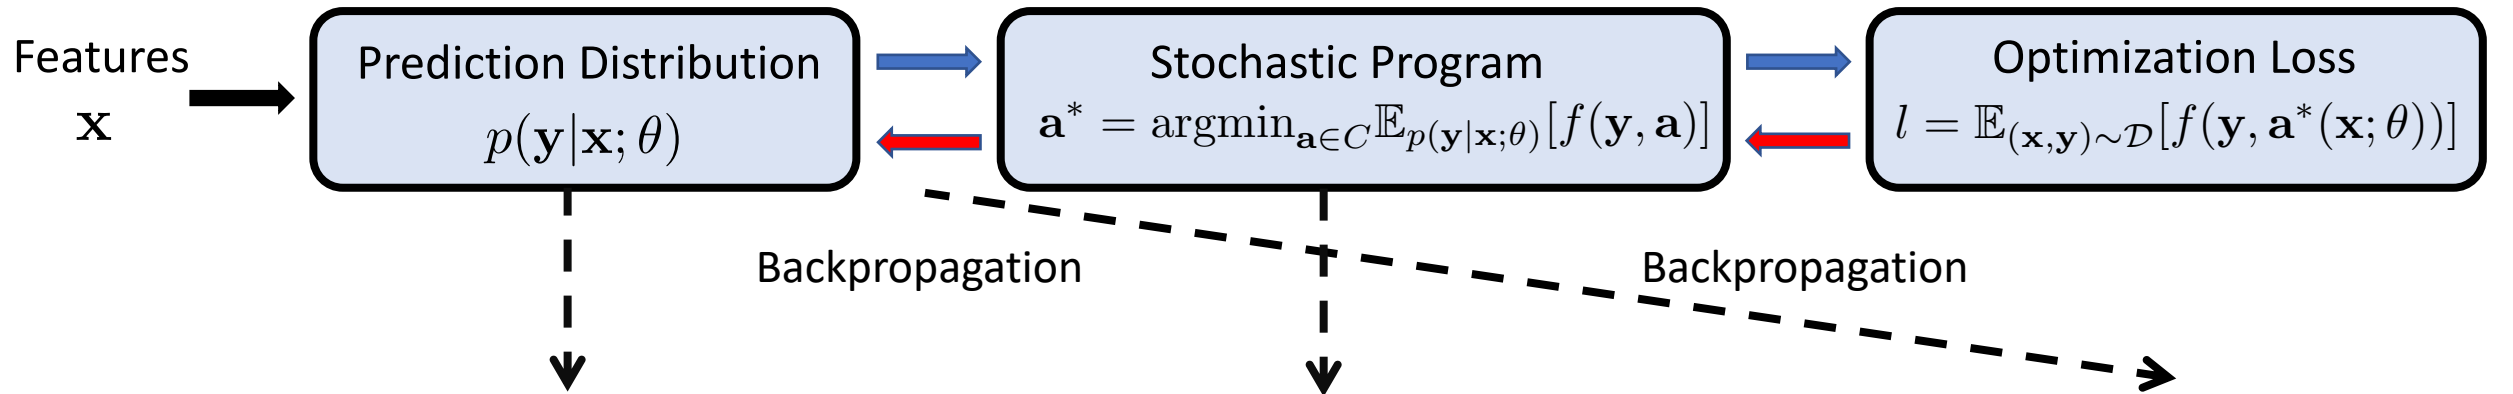 Features
𝐱
Prediction Distribution
p(𝐲|𝐱; θ)
Stochastic Program
𝐚* = argmin_{𝐚∈𝒞} 𝔼_{p(𝐲|𝐱;θ)}[f(𝐲, 𝐚)]
Optimization Loss
l = 𝔼_{(𝐱,𝐲)∼𝒟}[f(𝐲, 𝐚*(𝐱; θ))]
Backpropagation
Backpropagation